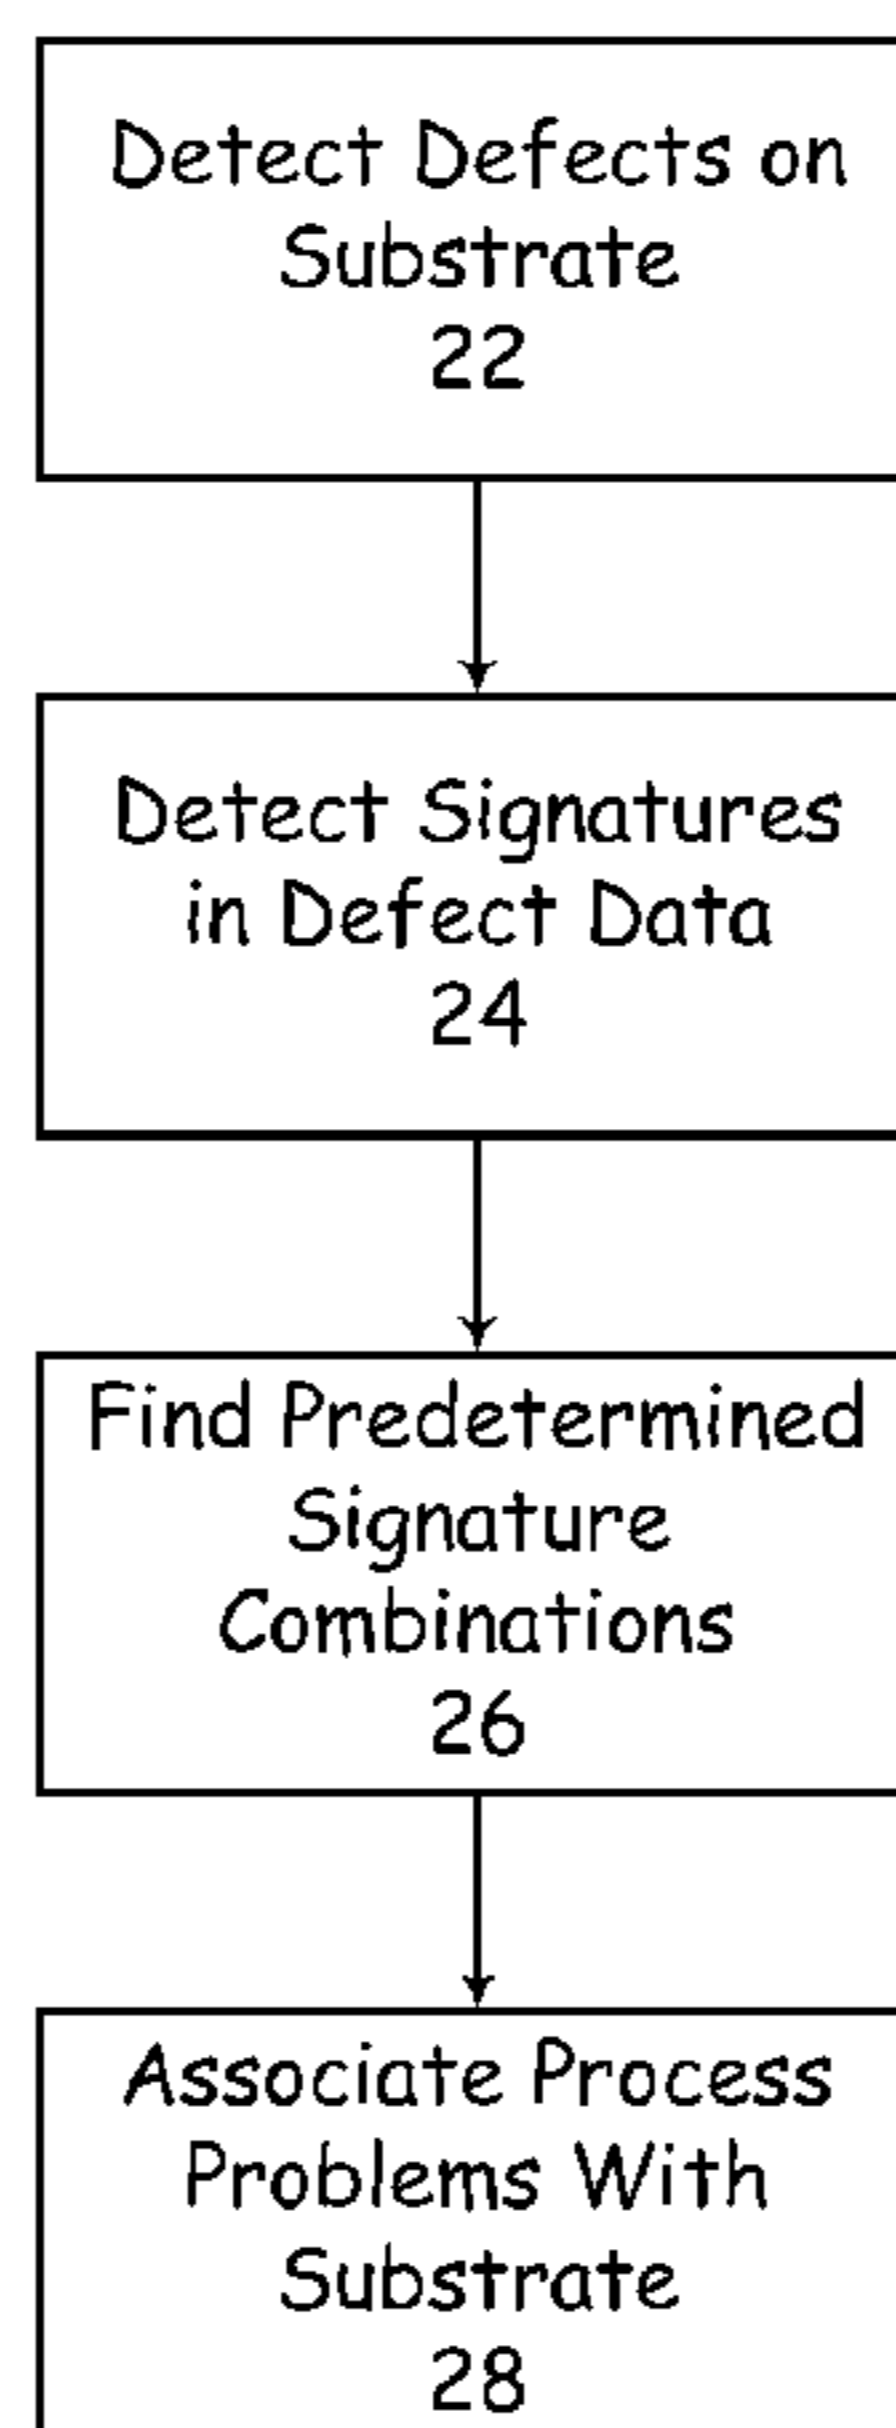 Detect Defects on
Substrate
22
Detect Signatures
in Defect Data
24
Find Predetermined
Signature
Combinations
26
Associate Process
Problems With
Substrate
28